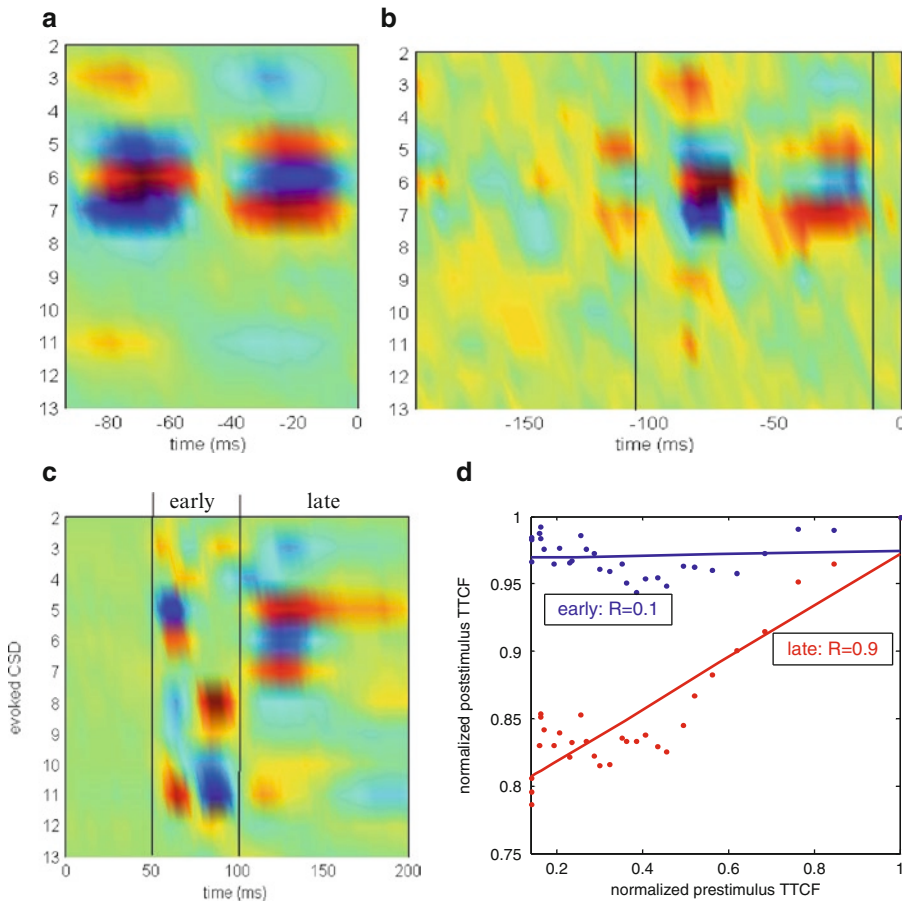 a
2
3
4
5
6
7
8
9
10
11
12
13
-80 -60 -40 -20 0
time (ms)
b
2
3
4
5
6
7
8
9
10
11
12
13
-150 -100 -50 0
time (ms)
c
early late
2
3
4
5
6
7
8
9
10
11
12
13
evoked CSD
0 50 100 150 200
time (ms)
d
1
0.95
0.9
0.85
0.8
0.75
normalized poststimulus TTCF
early: R=0.1
late: R=0.9
0.2 0.4 0.6 0.8 1
normalized prestimulus TTCF